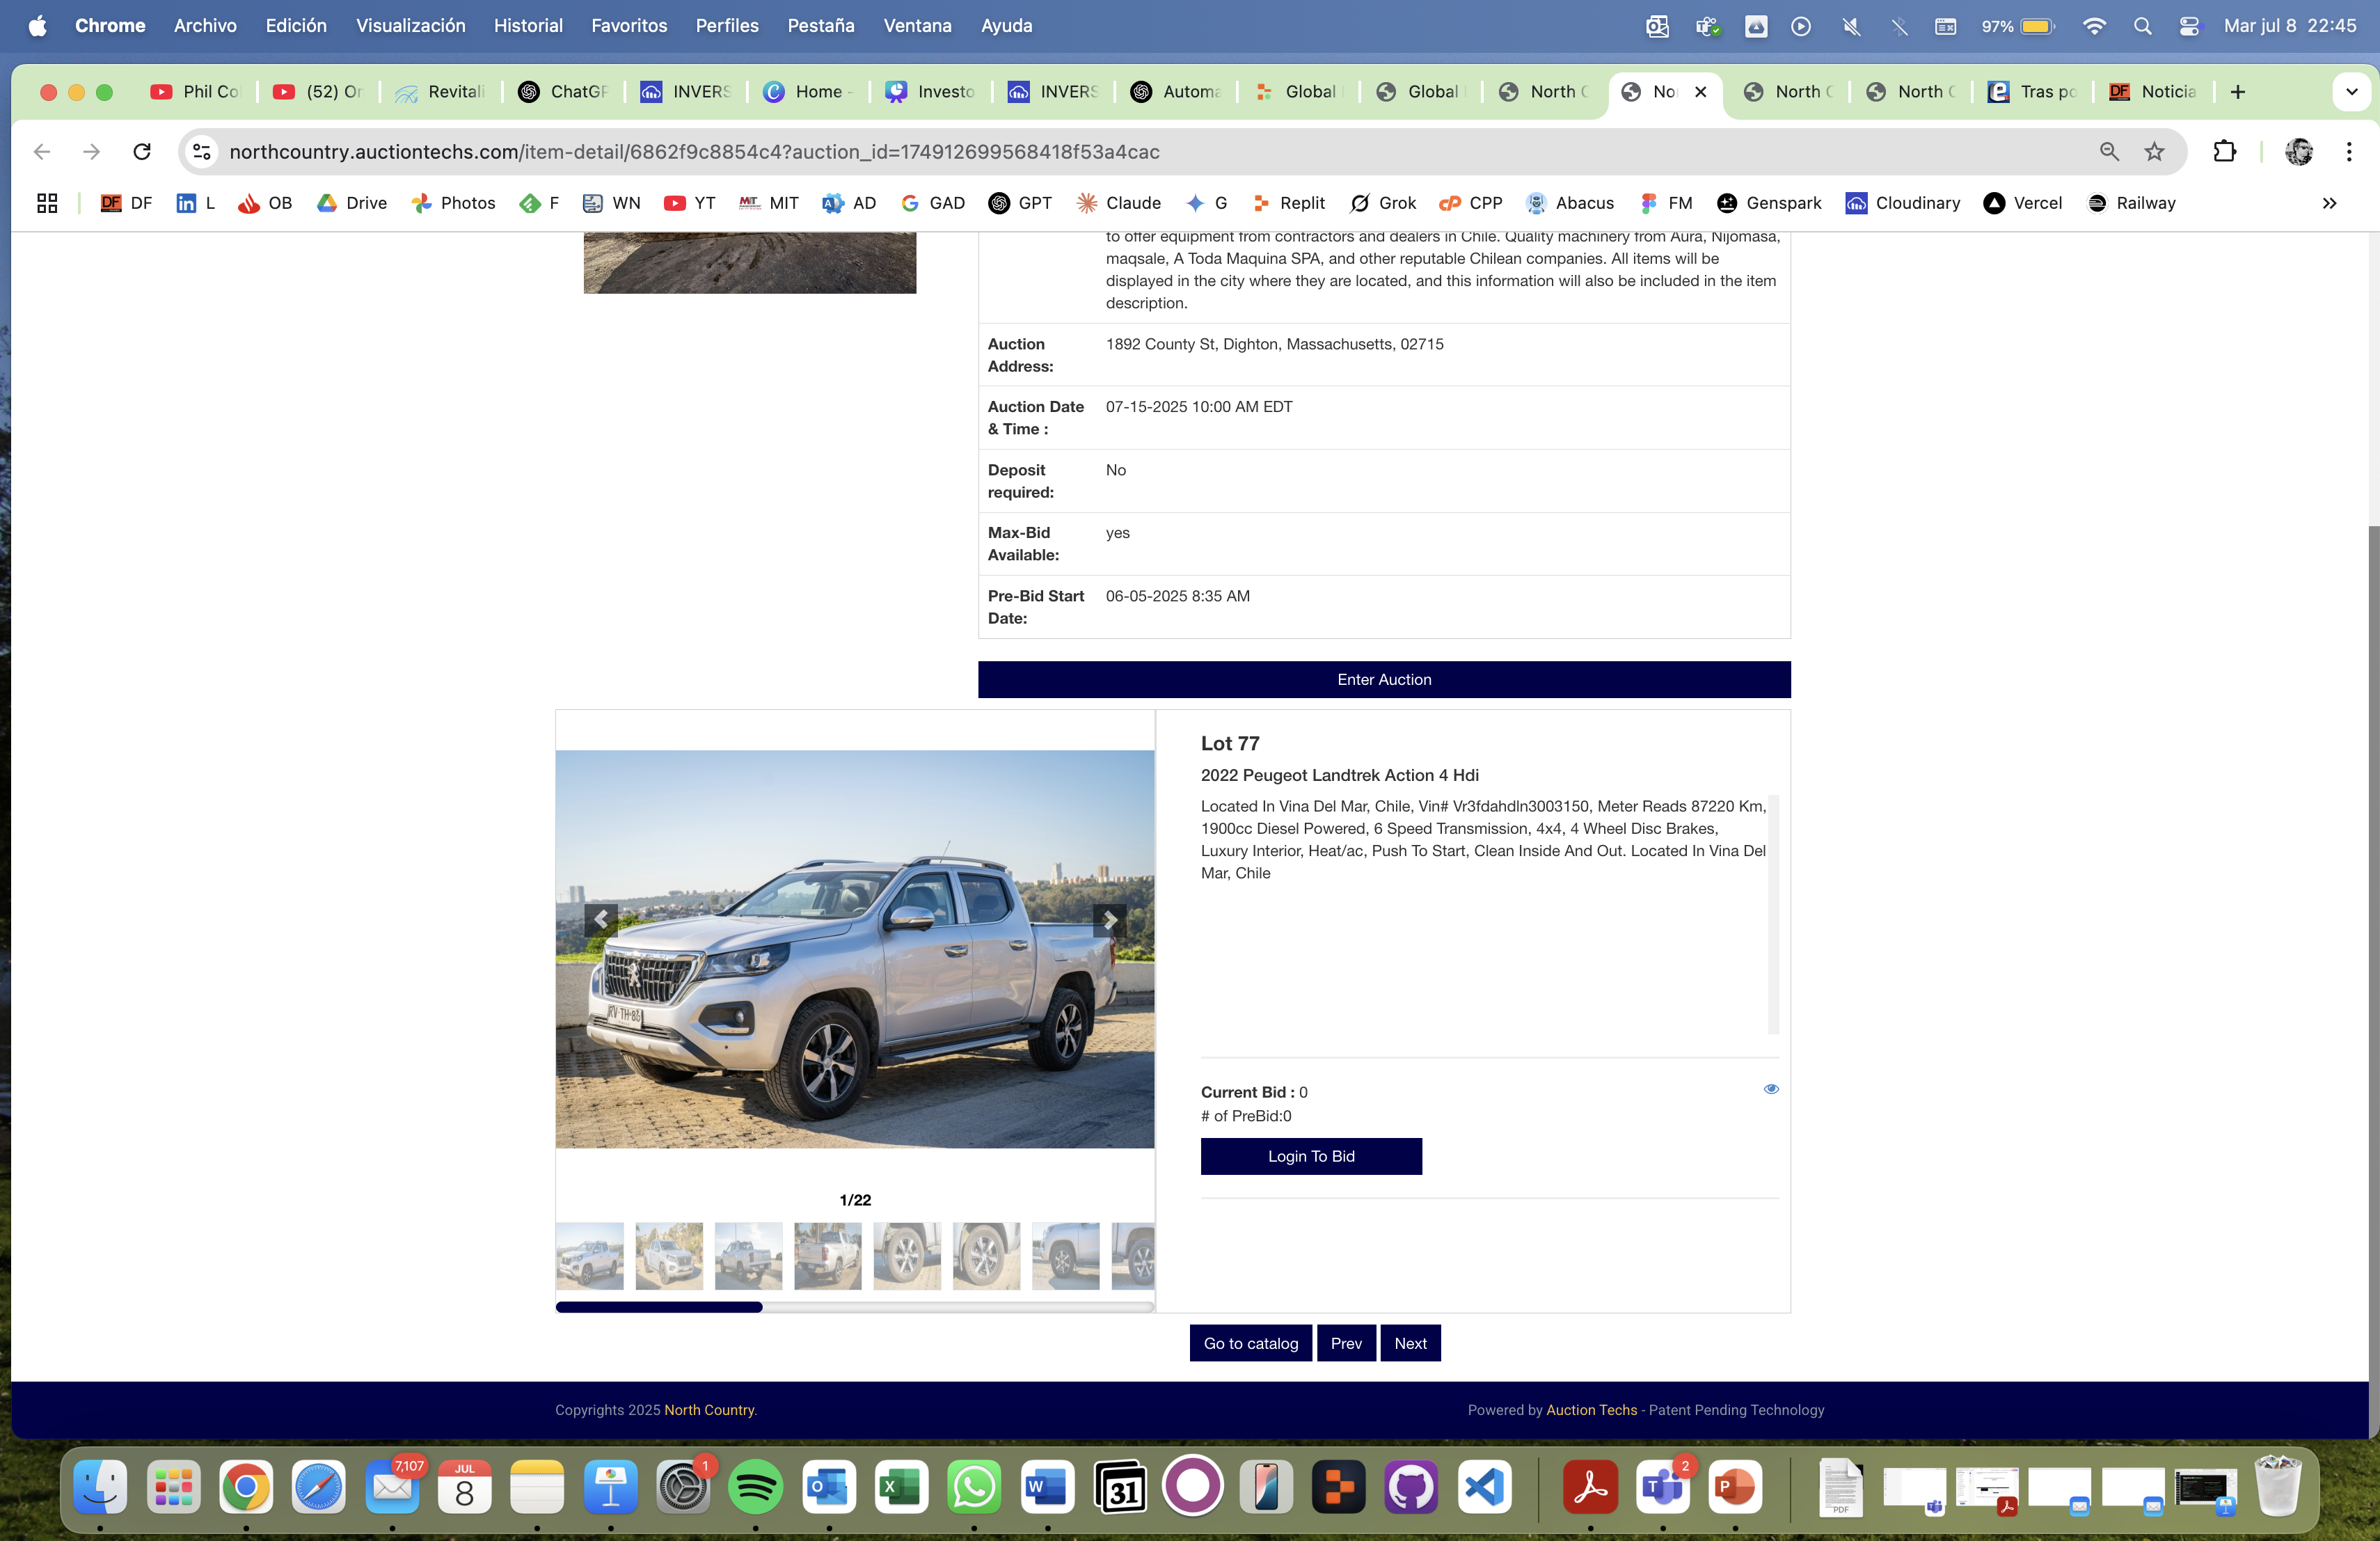 Chrome Archivo Edición Visualización Historial Favoritos Perfiles Pestaña Ventana Ayuda 97% Mar jul 8 22:45
Phil Co (52) Or Revitali ChatGP INVERS Home - Investo INVERS Automa Global Global North C No North C North C Tras po Noticia
northcountry.auctiontechs.com/item-detail/6862f9c8854c4?auction_id=174912699568418f53a4cac
DF L OB Drive Photos F WN YT MIT AD GAD GPT Claude G Replit Grok CPP Abacus FM Genspark Cloudinary Vercel Railway
to offer equipment from contractors and dealers in Chile. Quality machinery from Aura, Nijomasa,
maqsale, A Toda Maquina SPA, and other reputable Chilean companies. All items will be
displayed in the city where they are located, and this information will also be included in the item
description.
Auction
Address:
1892 County St, Dighton, Massachusetts, 02715
Auction Date
& Time :
07-15-2025 10:00 AM EDT
Deposit
required:
No
Max-Bid
Available:
yes
Pre-Bid Start
Date:
06-05-2025 8:35 AM
Enter Auction
Lot 77
2022 Peugeot Landtrek Action 4 Hdi
Located In Vina Del Mar, Chile, Vin# Vr3fdahdln3003150, Meter Reads 87220 Km,
1900cc Diesel Powered, 6 Speed Transmission, 4x4, 4 Wheel Disc Brakes,
Luxury Interior, Heat/ac, Push To Start, Clean Inside And Out. Located In Vina Del
Mar, Chile
Current Bid : 0
# of PreBid:0
Login To Bid
1/22
Go to catalog Prev Next
Copyrights 2025 North Country.
Powered by Auction Techs - Patent Pending Technology
7,107
JUL
8
1
31
2
PDF